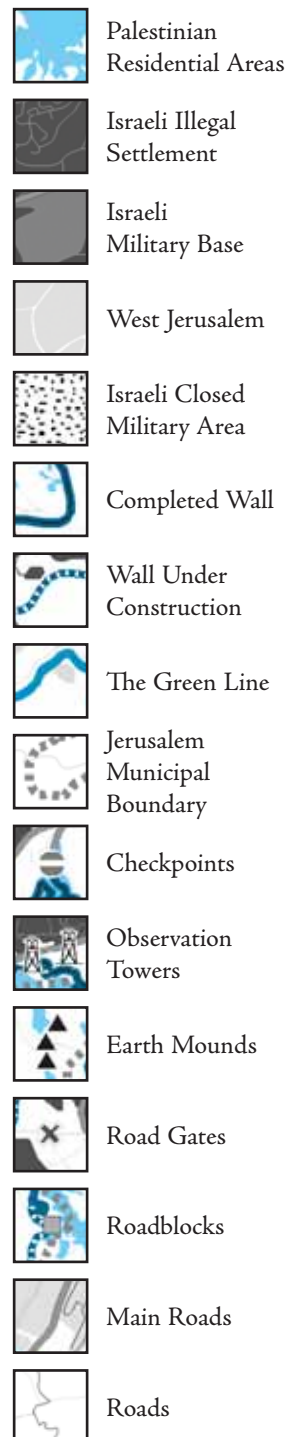 Palestinian
Residential Areas
Israeli Illegal
Settlement
Israeli
Military Base
West Jerusalem
Israeli Closed
Military Area
Completed Wall
Wall Under
Construction
The Green Line
Jerusalem
Municipal
Boundary
Checkpoints
Observation
Towers
Earth Mounds
Road Gates
Roadblocks
Main Roads
Roads